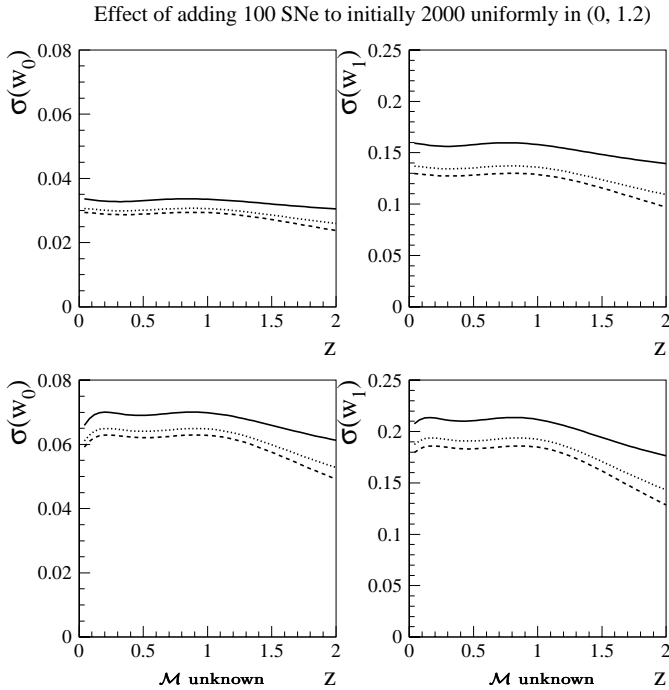 Effect of adding 100 SNe to initially 2000 uniformly in (0, 1.2)
σ(w₀)
0.08
0.06
0.04
0.02
0
0 0.5 1 1.5 2
z
σ(w₁)
0.25
0.2
0.15
0.1
0.05
0
0 0.5 1 1.5 2
z
σ(w₀)
0.08
0.06
0.04
0.02
0
0 0.5 1 1.5 2
ℳ unknown z
σ(w₁)
0.25
0.2
0.15
0.1
0.05
0
0 0.5 1 1.5 2
ℳ unknown z